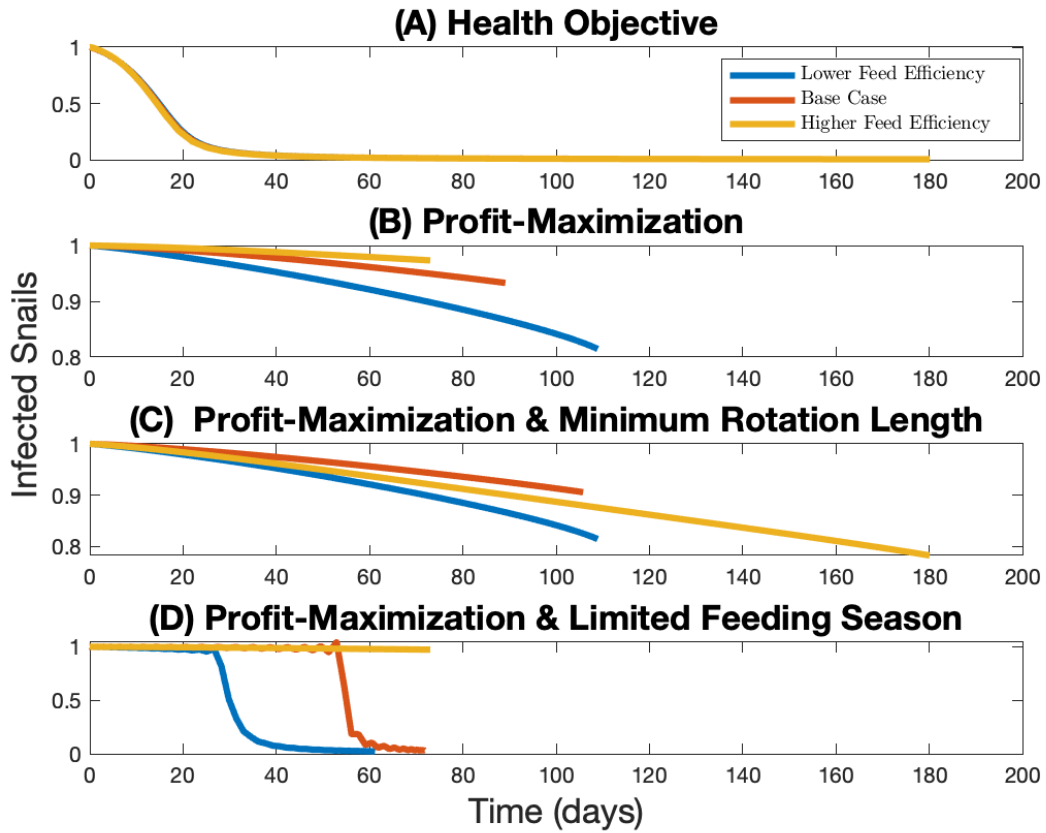 (A) Health Objective
1
0.5
0
Lower Feed Efficiency
Base Case
Higher Feed Efficiency
0 20 40 60 80 100 120 140 160 180 200
(B) Profit-Maximization
1
0.9
0.8
0 20 40 60 80 100 120 140 160 180 200
Infected Snails
(C) Profit-Maximization & Minimum Rotation Length
1
0.9
0.8
0 20 40 60 80 100 120 140 160 180 200
(D) Profit-Maximization & Limited Feeding Season
1
0.5
0
0 20 40 60 80 100 120 140 160 180 200
Time (days)